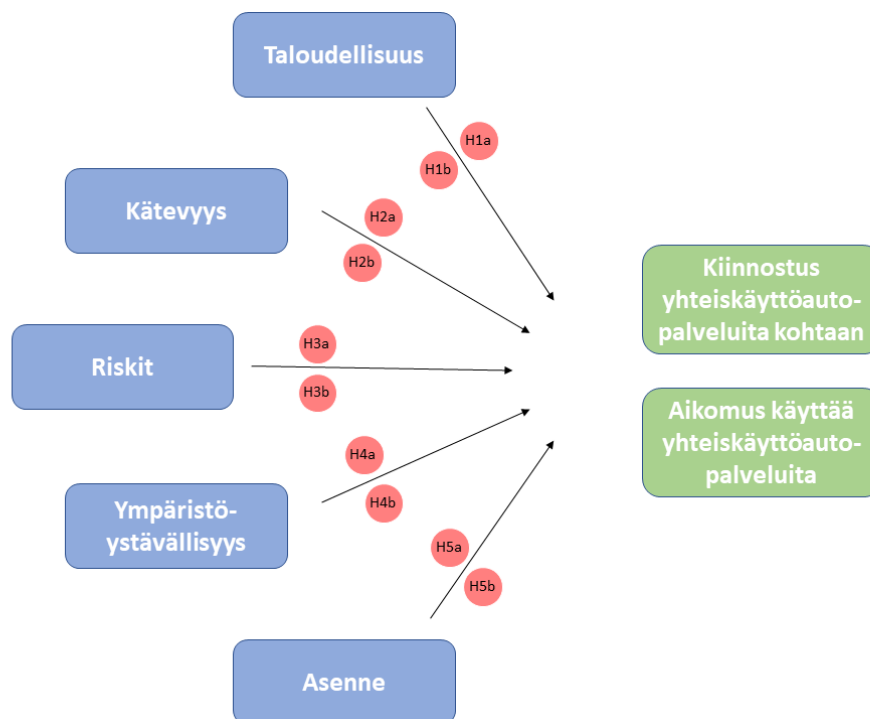 Taloudellisuus
H1a
H1b
Kätevyys
H2a
H2b
Kiinnostus
yhteiskäyttöauto-
palveluita kohtaan
Riskit
H3a
H3b
Aikomus käyttää
yhteiskäyttöauto-
palveluita
H4a
H4b
Ympäristö-
ystävällisyys
H5a
H5b
Asenne